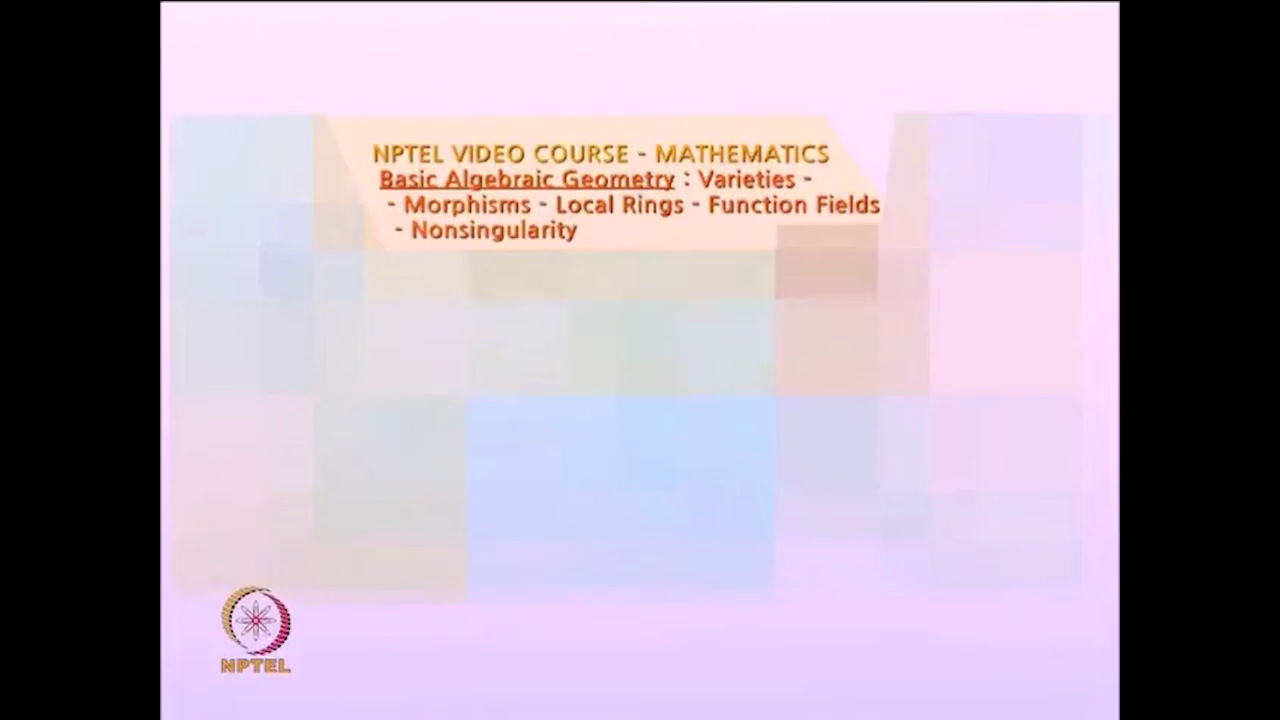 NPTEL VIDEO COURSE - MATHEMATICS
Basic Algebraic Geometry : Varieties -
- Morphisms - Local Rings - Function Fields
- Nonsingularity
NPTEL